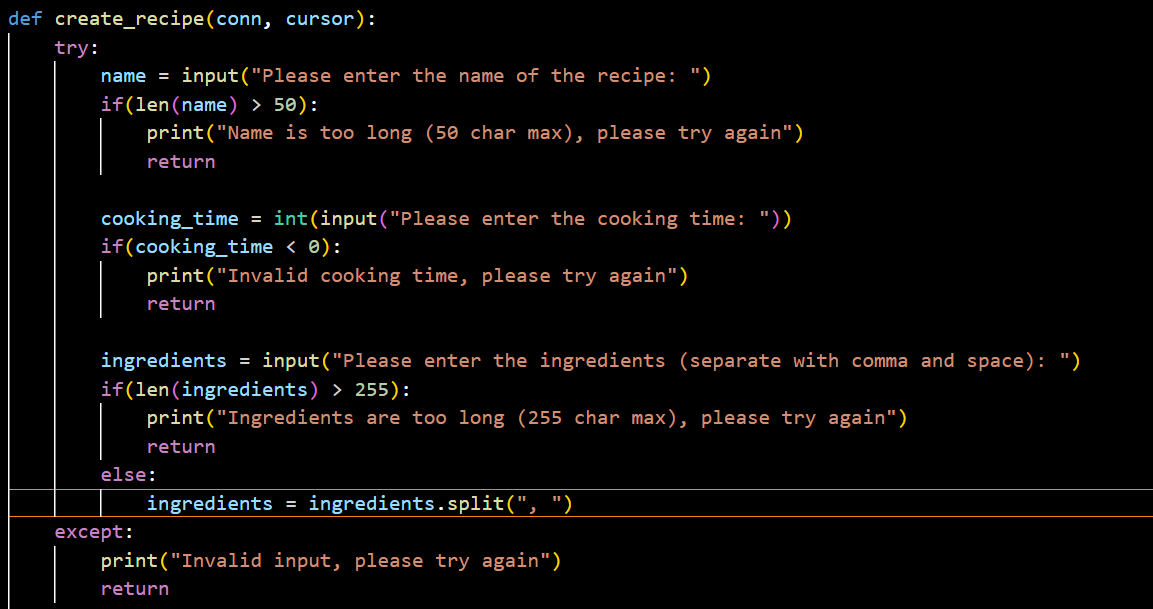 def create_recipe(conn, cursor):
    try:
        name = input("Please enter the name of the recipe: ")
        if(len(name) > 50):
            print("Name is too long (50 char max), please try again")
            return

        cooking_time = int(input("Please enter the cooking time: "))
        if(cooking_time < 0):
            print("Invalid cooking time, please try again")
            return

        ingredients = input("Please enter the ingredients (separate with comma and space): ")
        if(len(ingredients) > 255):
            print("Ingredients are too long (255 char max), please try again")
            return
        else:
            ingredients = ingredients.split(", ")
    except:
        print("Invalid input, please try again")
        return